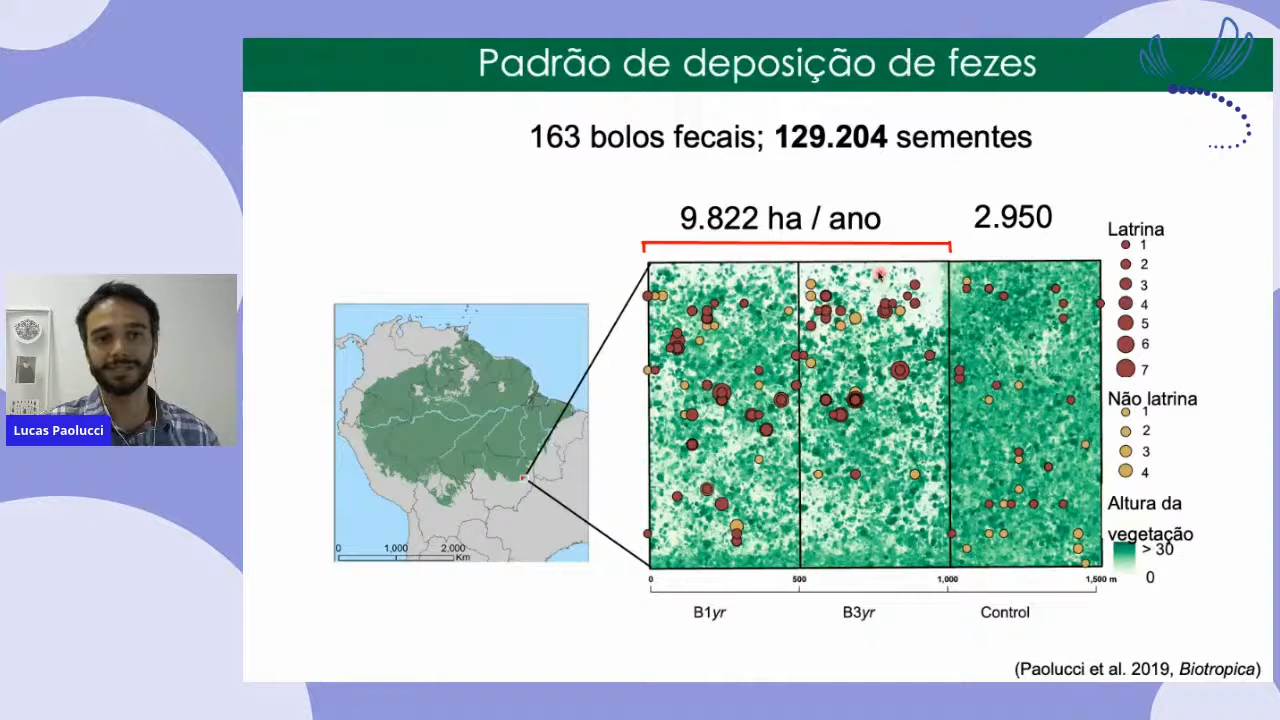 Padrão de deposição de fezes
163 bolos fecais; 129.204 sementes
9.822 ha / ano
2.950
Latrina
1
2
3
4
5
6
7
Não latrina
1
2
3
4
Altura da
vegetação
> 30
0
Lucas Paolucci
0 1,000 2,000
Km
0 500 1,000 1,500 m
B1yr B3yr Control
(Paolucci et al. 2019, Biotropica)